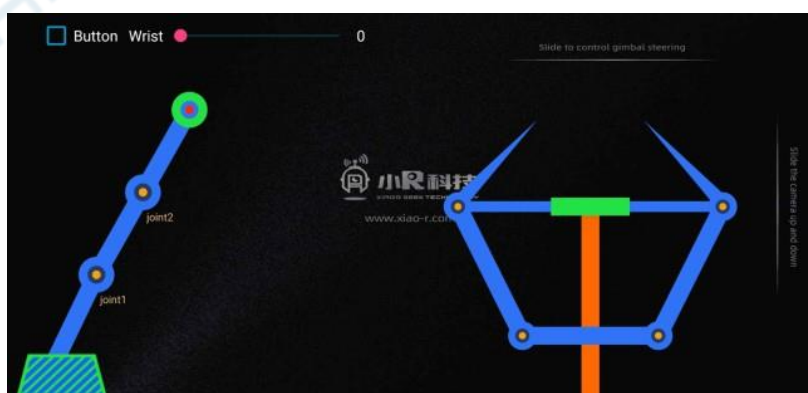 Button Wrist 0
Slide to control gimbal steering
Slide the camera up and down
小R科技
www.xiao-r.com
joint2
joint1